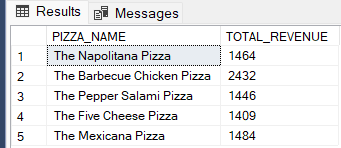 Results Messages
PIZZA_NAME TOTAL_REVENUE
1 The Napolitana Pizza 1464
2 The Barbecue Chicken Pizza 2432
3 The Pepper Salami Pizza 1446
4 The Five Cheese Pizza 1409
5 The Mexicana Pizza 1484